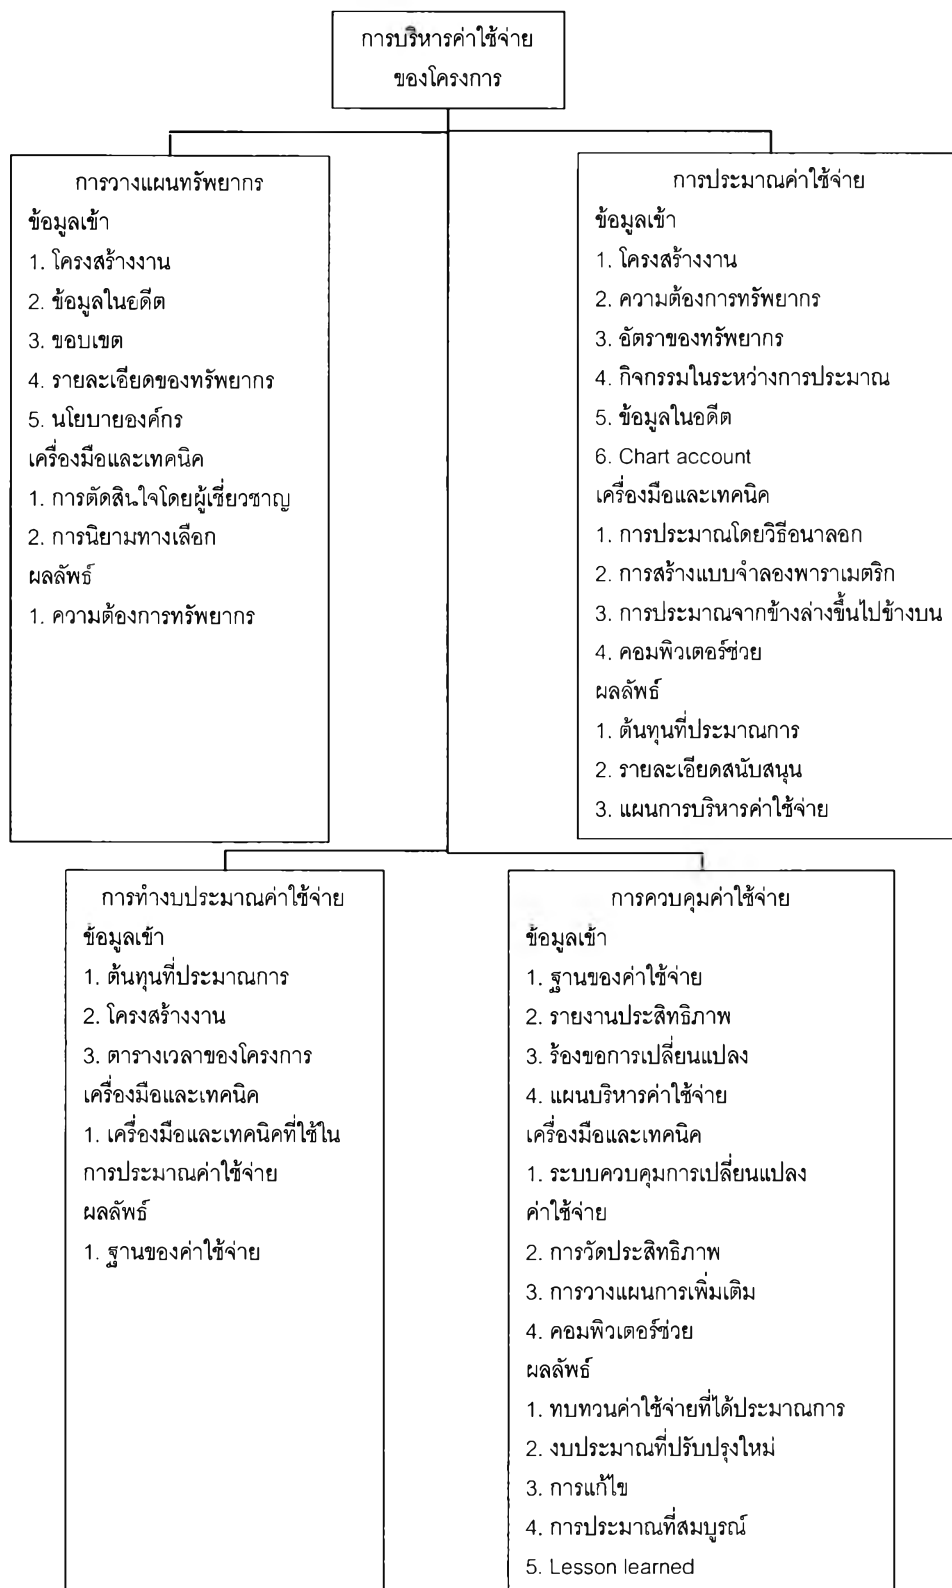 การบริหารค่าใช้จ่าย
ของโครงการ
การวางแผนทรัพยากร
ข้อมูลเข้า
1. โครงสร้างงาน
2. ข้อมูลในอดีต
3. ขอบเขต
4. รายละเอียดของทรัพยากร
5. นโยบายองค์กร
เครื่องมือและเทคนิค
1. การตัดสินใจโดยผู้เชี่ยวชาญ
2. การนิยามทางเลือก
ผลลัพธ์
1. ความต้องการทรัพยากร
การประมาณค่าใช้จ่าย
ข้อมูลเข้า
1. โครงสร้างงาน
2. ความต้องการทรัพยากร
3. อัตราของทรัพยากร
4. กิจกรรมในระหว่างการประมาณ
5. ข้อมูลในอดีต
6. Chart account
เครื่องมือและเทคนิค
1. การประมาณโดยวิธีอนาลอก
2. การสร้างแบบจำลองพาราเมตริก
3. การประมาณจากข้างล่างขึ้นไปข้างบน
4. คอมพิวเตอร์ช่วย
ผลลัพธ์
1. ต้นทุนที่ประมาณการ
2. รายละเอียดสนับสนุน
3. แผนการบริหารค่าใช้จ่าย
การทำงบประมาณค่าใช้จ่าย
ข้อมูลเข้า
1. ต้นทุนที่ประมาณการ
2. โครงสร้างงาน
3. ตารางเวลาของโครงการ
เครื่องมือและเทคนิค
1. เครื่องมือและเทคนิคที่ใช้ใน
การประมาณค่าใช้จ่าย
ผลลัพธ์
1. ฐานของค่าใช้จ่าย
การควบคุมค่าใช้จ่าย
ข้อมูลเข้า
1. ฐานของค่าใช้จ่าย
2. รายงานประสิทธิภาพ
3. ร้องขอการเปลี่ยนแปลง
4. แผนบริหารค่าใช้จ่าย
เครื่องมือและเทคนิค
1. ระบบควบคุมการเปลี่ยนแปลง
ค่าใช้จ่าย
2. การวัดประสิทธิภาพ
3. การวางแผนการเพิ่มเติม
4. คอมพิวเตอร์ช่วย
ผลลัพธ์
1. ทบทวนค่าใช้จ่ายที่ได้ประมาณการ
2. งบประมาณที่ปรับปรุงใหม่
3. การแก้ไข
4. การประมาณที่สมบูรณ์
5. Lesson learned